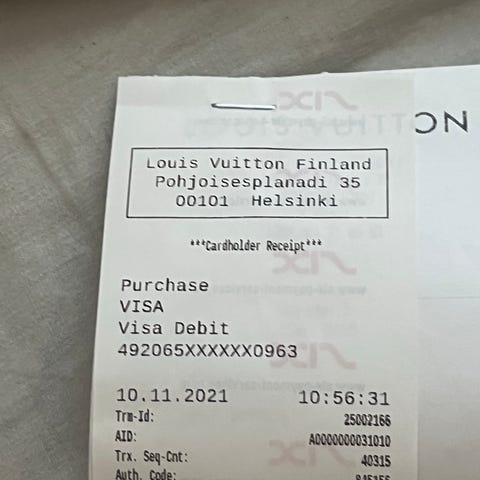 ON
Louis Vuitton Finland
Pohjoisesplanadi 35
00101 Helsinki
***Cardholder Receipt***
Purchase
VISA
Visa Debit
492065XXXXXX0963
10.11.2021 10:56:31
Trm-Id: 25002166
AID: A0000000031010
Trx. Seq-Cnt: 40315
Auth. Code: